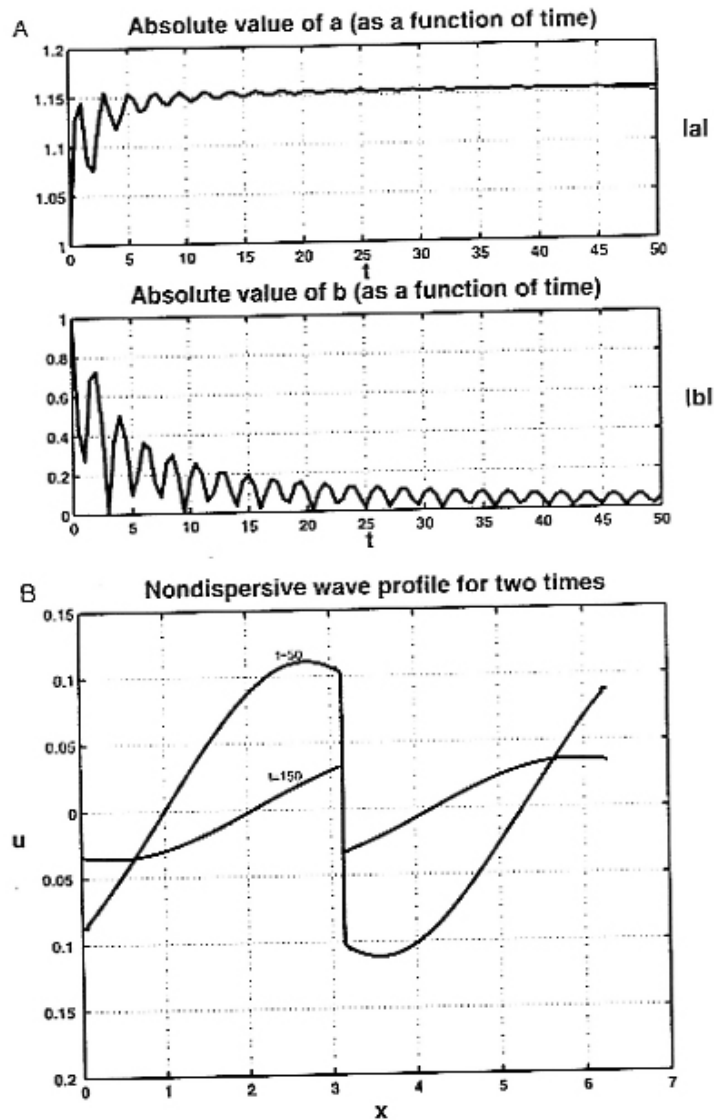 A
Absolute value of a (as a function of time)
1.2
1.15
1.1
1.05
1
0 5 10 15 20 25 30 35 40 45 50
t
|a|
Absolute value of b (as a function of time)
1
0.8
0.6
0.4
0.2
0
0 5 10 15 20 25 30 35 40 45 50
t
|b|
B
Nondispersive wave profile for two times
0.15
0.1
0.05
0
0.05
0.1
0.15
0.2
u
t=50
t=150
0 1 2 3 4 5 6 7
x